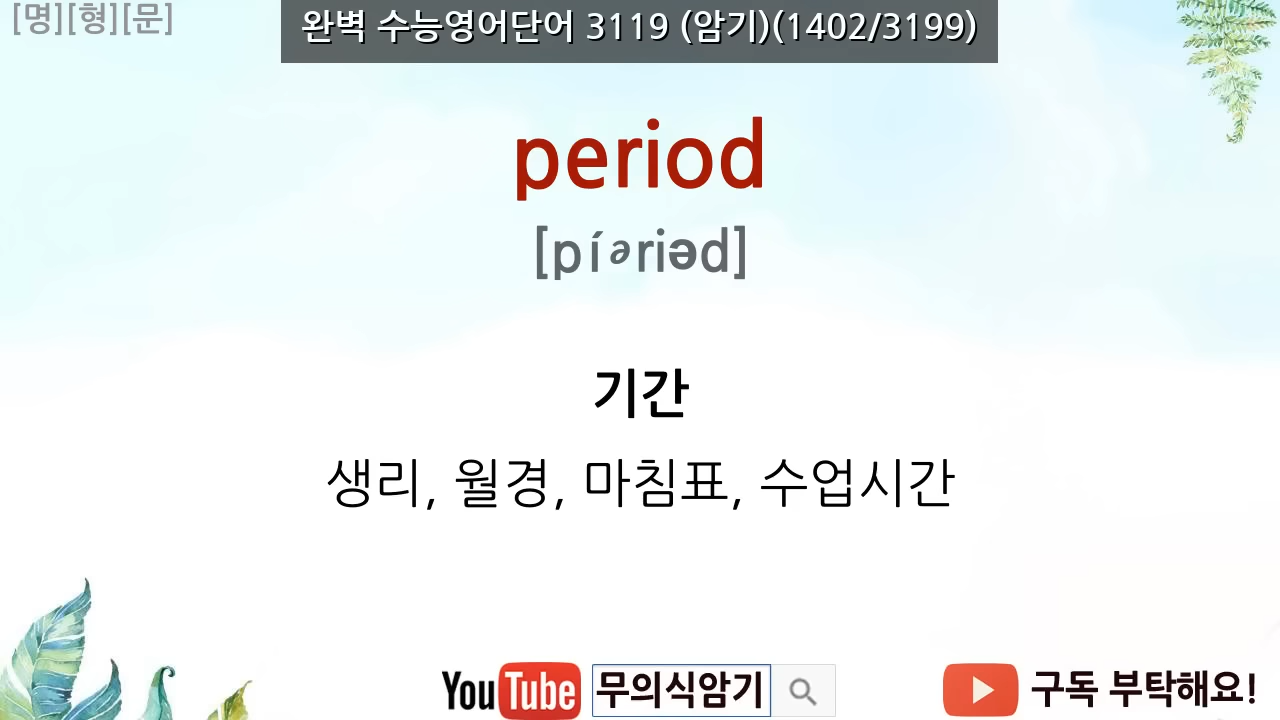 [명][형][문]
완벽 수능영어단어 3119 (암기)(1402/3199)
period
[píəriəd]
기간
생리, 월경, 마침표, 수업시간
YouTube 무의식암기
구독 부탁해요!